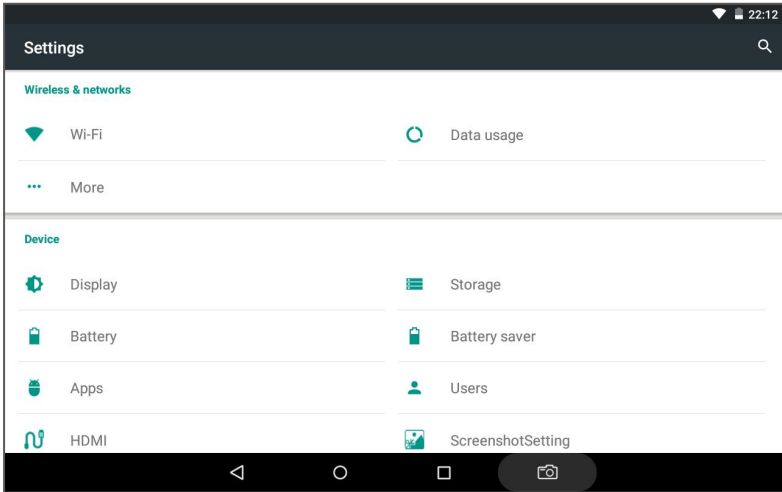 22:12
Settings
Wireless & networks
Wi-Fi
Data usage
More
Device
Display
Storage
Battery
Battery saver
Apps
Users
HDMI
ScreenshotSetting